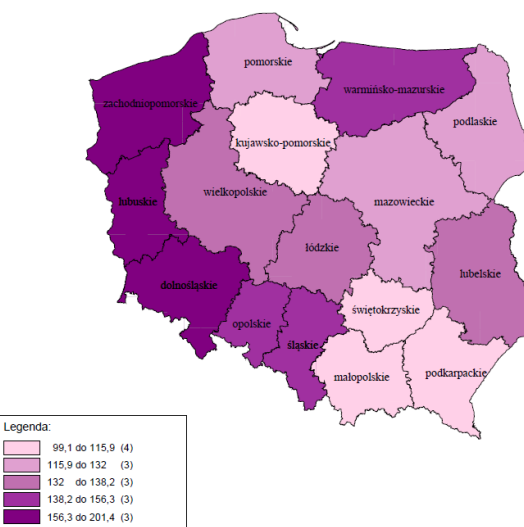 pomorskie
warmińsko-mazurskie
zachodniopomorskie
podlaskie
kujawsko-pomorskie
wielkopolskie
lubuskie
mazowieckie
łódzkie
lubelskie
dolnośląskie
świętokrzyskie
opolskie
śląskie
małopolskie
podkarpackie
Legenda:
99,1 do 115,9 (4)
115,9 do 132 (3)
132 do 138,2 (3)
138,2 do 156,3 (3)
156,3 do 201,4 (3)